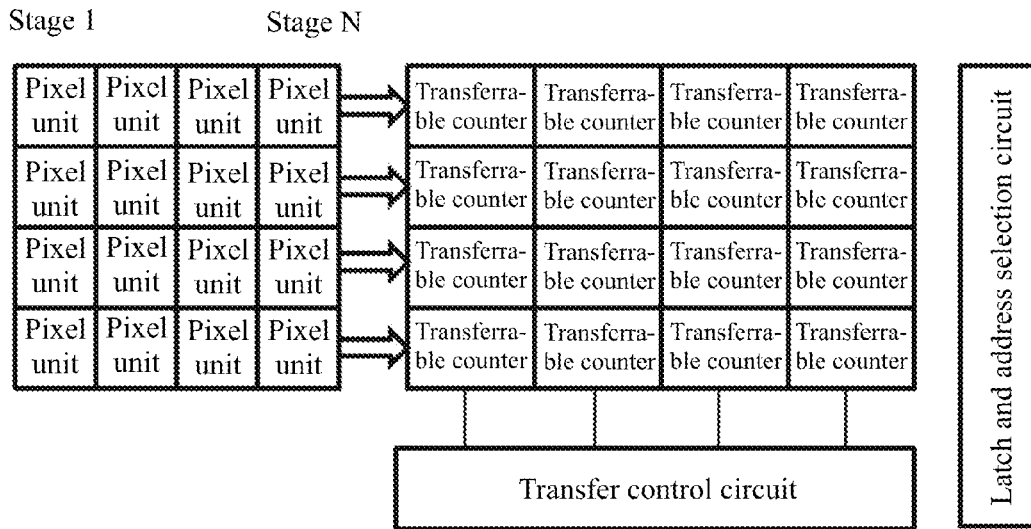 Stage 1
Stage N
Pixel unit
Pixel unit
Pixel unit
Pixel unit
Transferra-
ble counter
Transferra-
ble counter
Transferra-
ble counter
Transferra-
ble counter
Pixel unit
Pixel unit
Pixel unit
Pixel unit
Transferra-
ble counter
Transferra-
ble counter
Transferra-
ble counter
Transferra-
ble counter
Pixel unit
Pixel unit
Pixel unit
Pixel unit
Transferra-
ble counter
Transferra-
ble counter
Transferra-
ble counter
Transferra-
ble counter
Pixel unit
Pixel unit
Pixel unit
Pixel unit
Transferra-
ble counter
Transferra-
ble counter
Transferra-
ble counter
Transferra-
ble counter
Transfer control circuit
Latch and address selection circuit